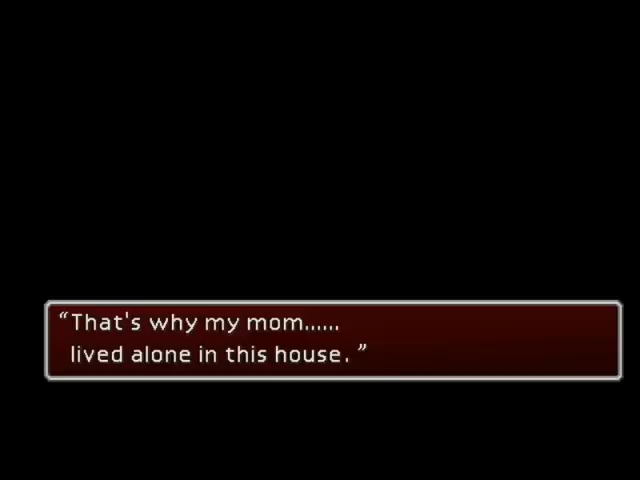 “That's why my mom......
lived alone in this house. ”